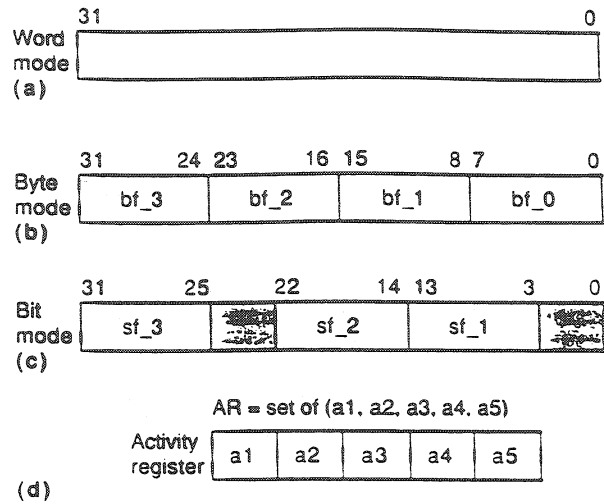 31 0
Word
mode
(a)
31 24 23 16 15 8 7 0
Byte
mode
(b)
bf_3 bf_2 bf_1 bf_0
31 25 22 14 13 3 0
Bit
mode
(c)
sf_3 sf_2 sf_1
AR = set of (a1, a2, a3, a4. a5)
Activity
register
a1 a2 a3 a4 a5
(d)